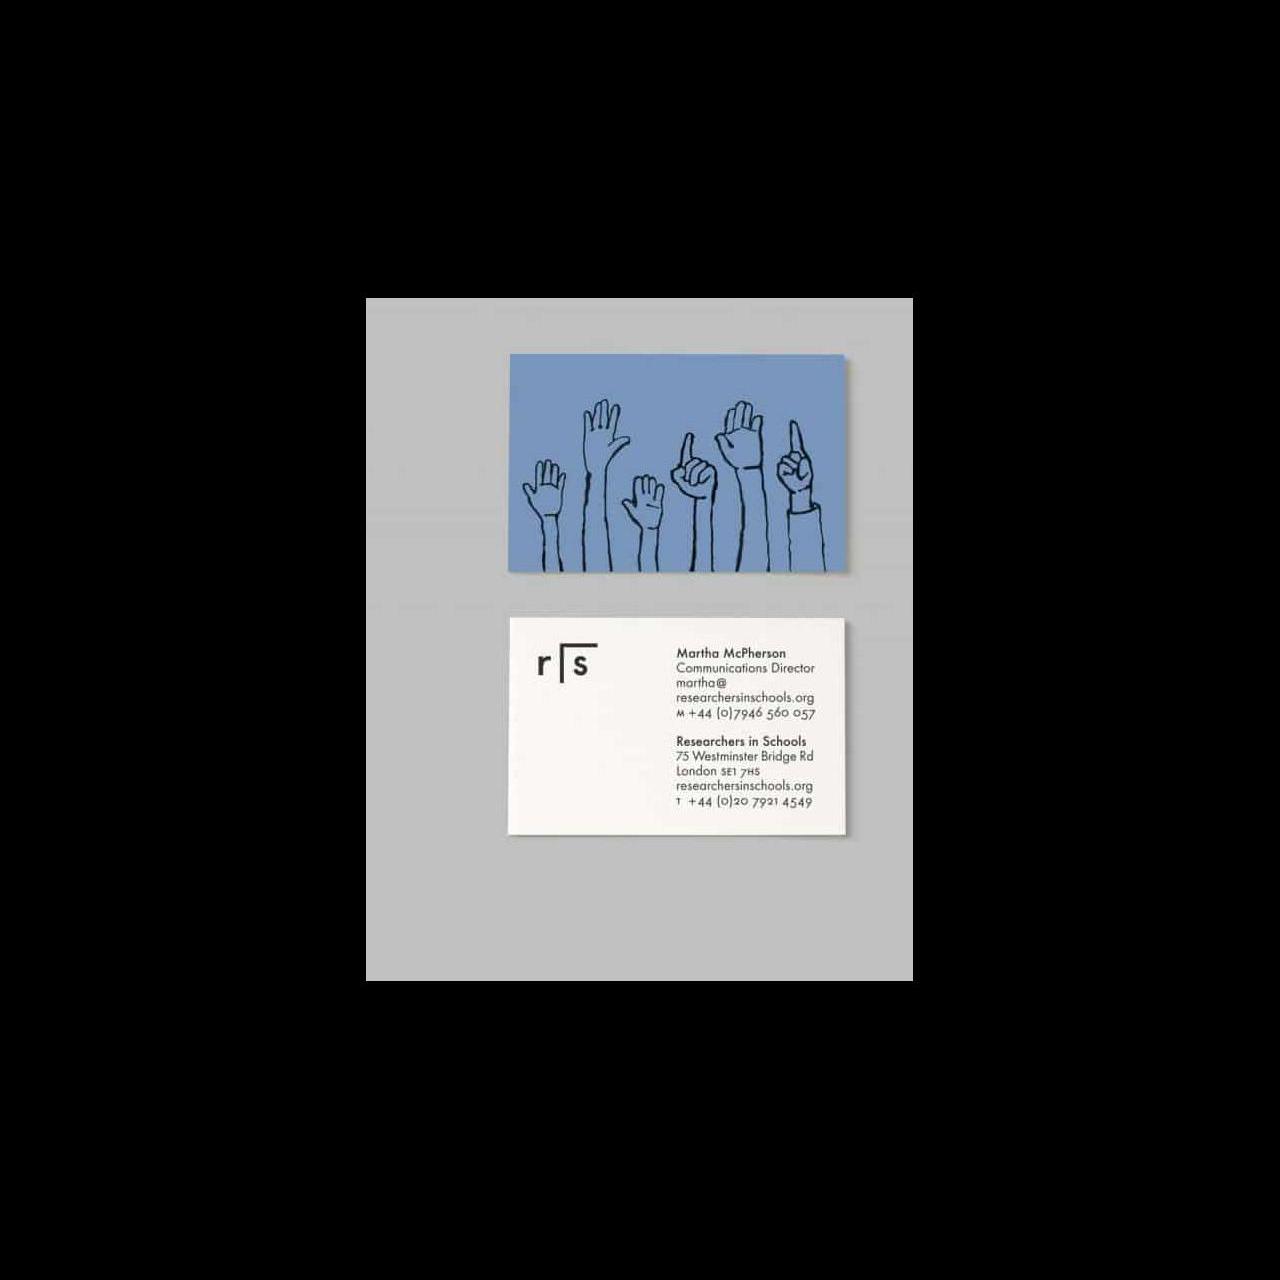 r s
Martha McPherson
Communications Director
martha@
researchersinschools.org
M +44 (0)7946 560 057
Researchers in Schools
75 Westminster Bridge Rd
London SE1 7HS
researchersinschools.org
T +44 (0)20 7921 4549